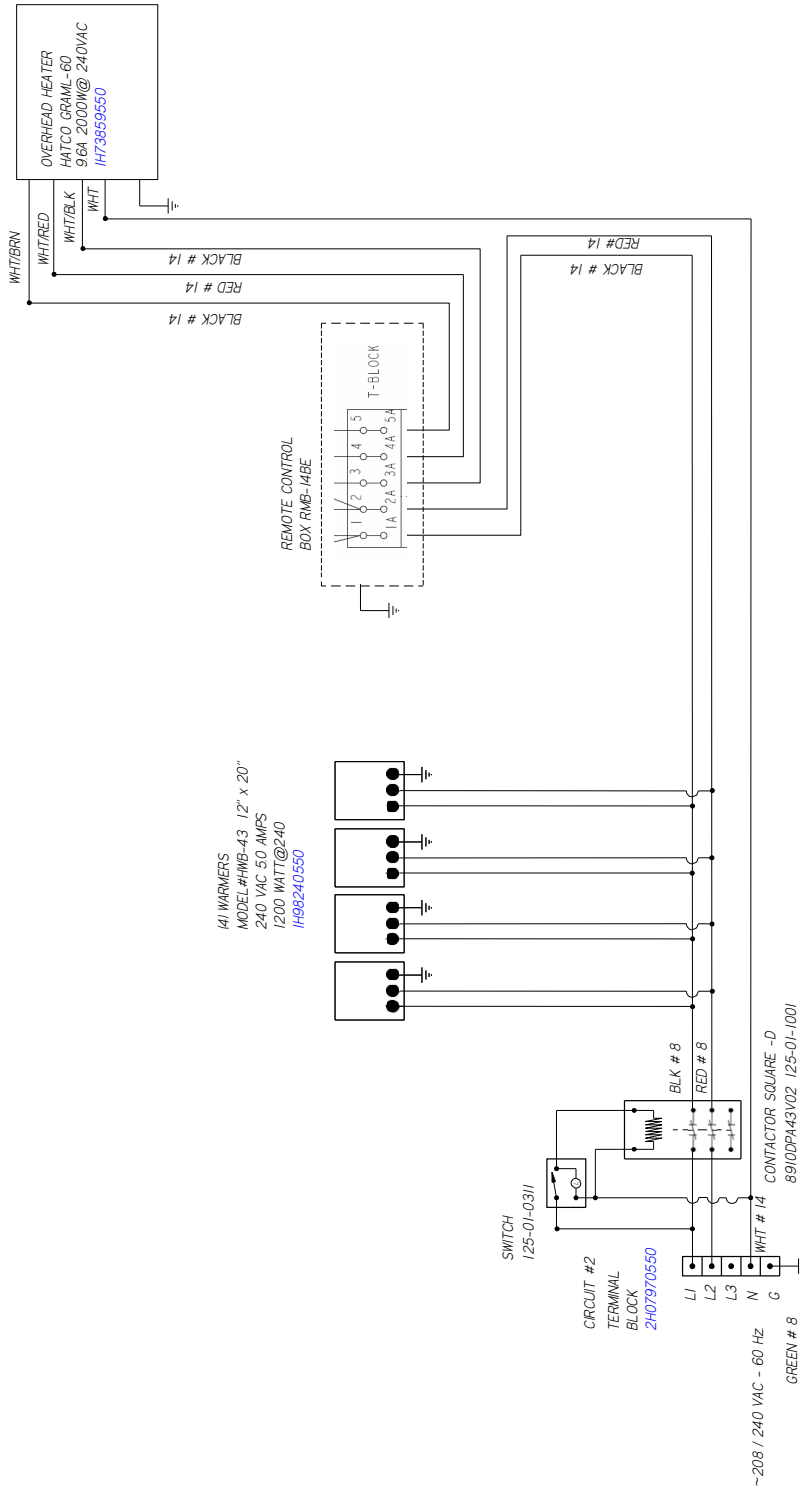 OVERHEAD HEATER
HATCO GRAML-60
9.6A 2000W@ 240VAC
1H73859550
WHT/BRN
WHT/RED
WHT/BLK
WHT
BLACK # 14
RED # 14
BLACK # 14
RED# 14
BLACK # 14
REMOTE CONTROL
BOX RMB-14BE
T-BLOCK
1 2 3 4 5
1A 2A 3A 4A 5A
(4) WARMERS
MODEL#HWB-43 12" x 20"
240 VAC 5.0 AMPS
1200 WATT@240
1H98240550
BLK # 8
RED # 8
CONTACTOR SQUARE -D
8910DPA43V02 125-01-1001
SWITCH
125-01-0311
L
CIRCUIT #2
TERMINAL
BLOCK
2H07970550
L1
L2
L3
N
G
WHT # 14
~208 / 240 VAC - 60 Hz
GREEN # 8